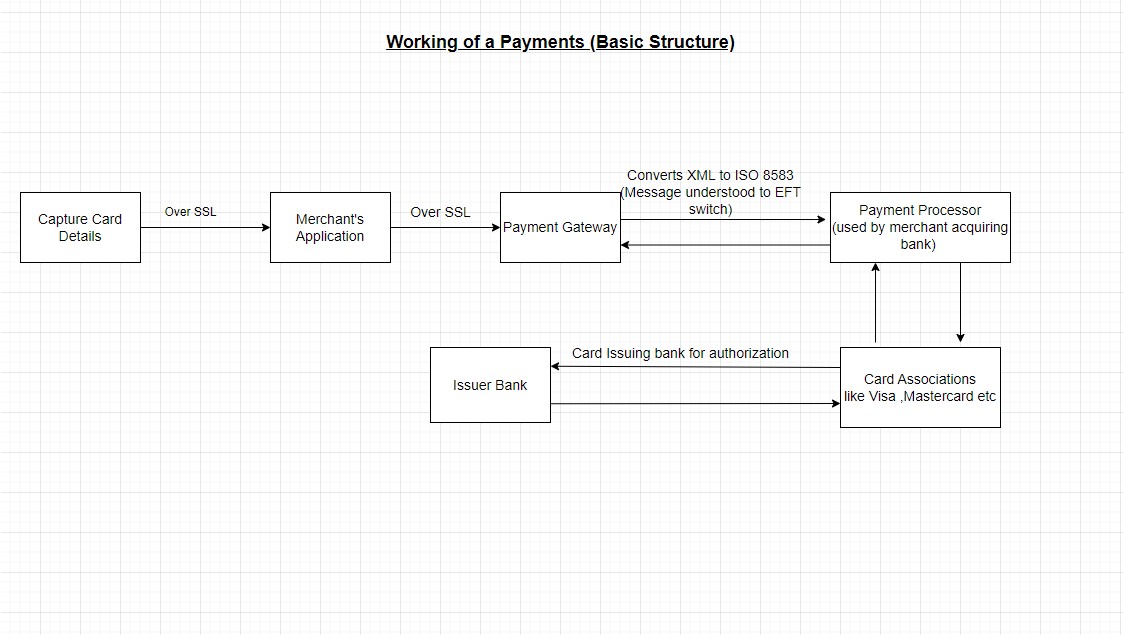 Working of a Payments (Basic Structure)
Converts XML to ISO 8583
(Message understood to EFT
switch)
Capture Card
Details
Over SSL
Merchant's
Application
Over SSL
Payment Gateway
Payment Processor
(used by merchant acquiring
bank)
Issuer Bank
Card Issuing bank for authorization
Card Associations
like Visa ,Mastercard etc